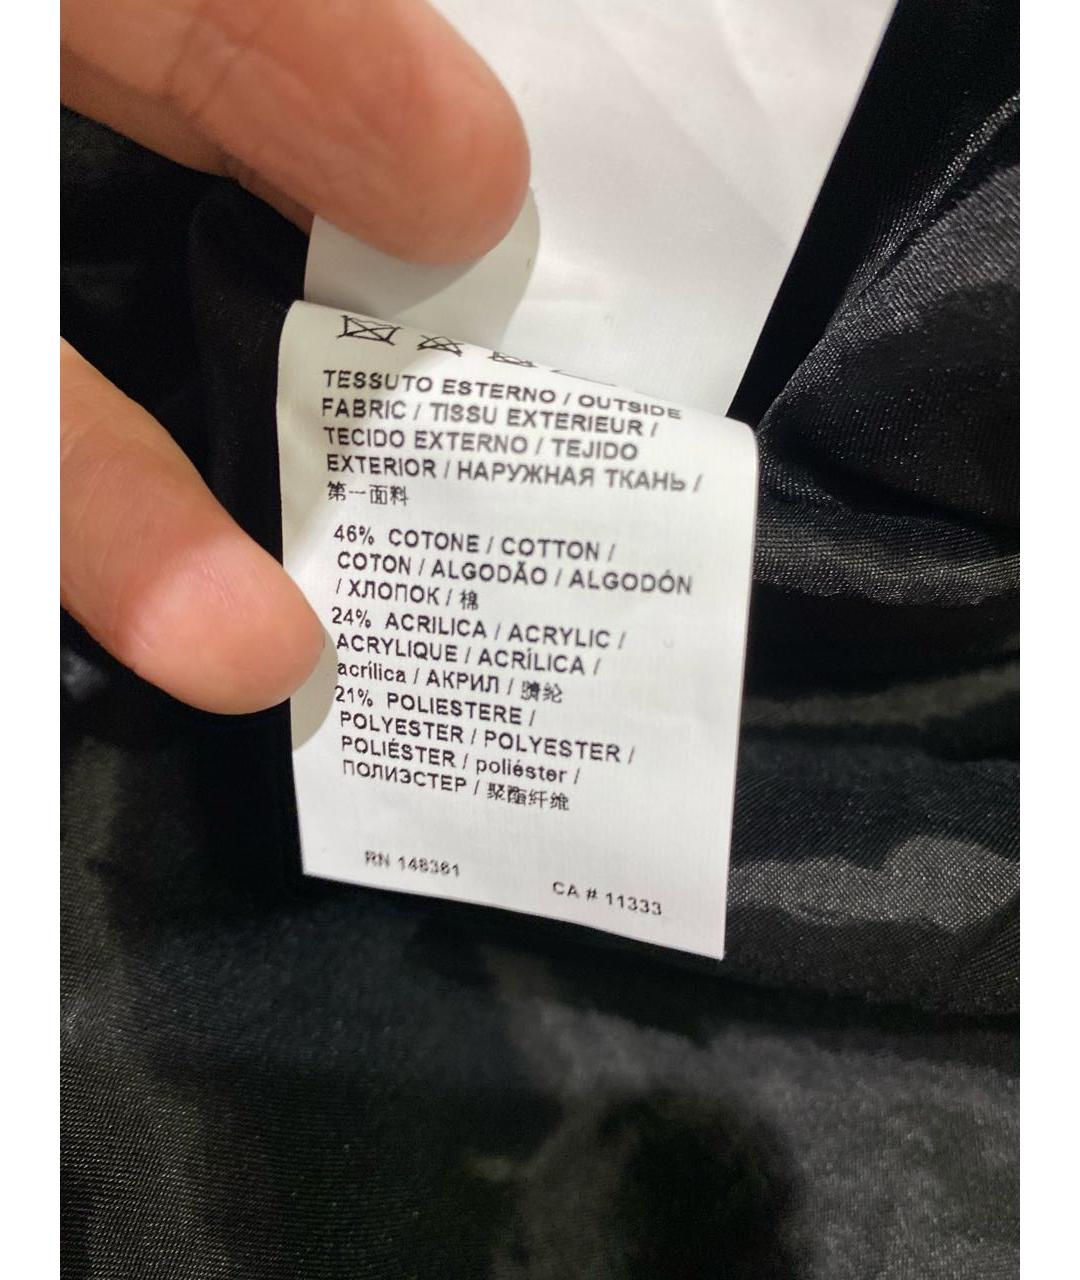 TESSUTO ESTERNO / OUTSIDE
FABRIC / TISSU EXTERIEUR /
TECIDO EXTERNO / TEJIDO
EXTERIOR / НАРУЖНАЯ ТКАНЬ /
第一面料
46% COTONE / COTTON /
COTON / ALGODÃO / ALGODÓN
/ ХЛОПОК / 棉
24% ACRILICA / ACRYLIC /
ACRYLIQUE / ACRÍLICA /
acrílica / АКРИЛ / 腈纶
21% POLIESTERE /
POLYESTER / POLYESTER /
POLIÉSTER / poliéster /
ПОЛИЭСТЕР / 聚酯纤维
RN 148361
CA # 11333